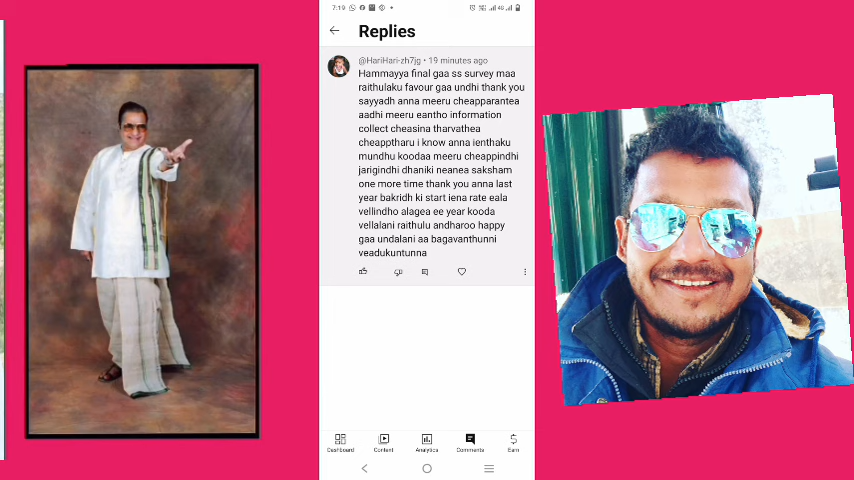 7:19
Replies
@HariHari-zh7jg • 19 minutes ago
Hammayya final gaa ss survey maa
raithulaku favour gaa undhi thank you
sayyadh anna meeru cheapparantea
aadhi meeru eantho information
collect cheasina tharvathea
cheapptharu i know anna ienthaku
mundhu koodaa meeru cheappindhi
jarigindhi dhaniki neanea saksham
one more time thank you anna last
year bakridh ki start iena rate eala
vellindho alagea ee year kooda
vellalani raithulu andharoo happy
gaa undalani aa bagavanthunni
veadukuntunna
Dashboard Content Analytics Comments Earn